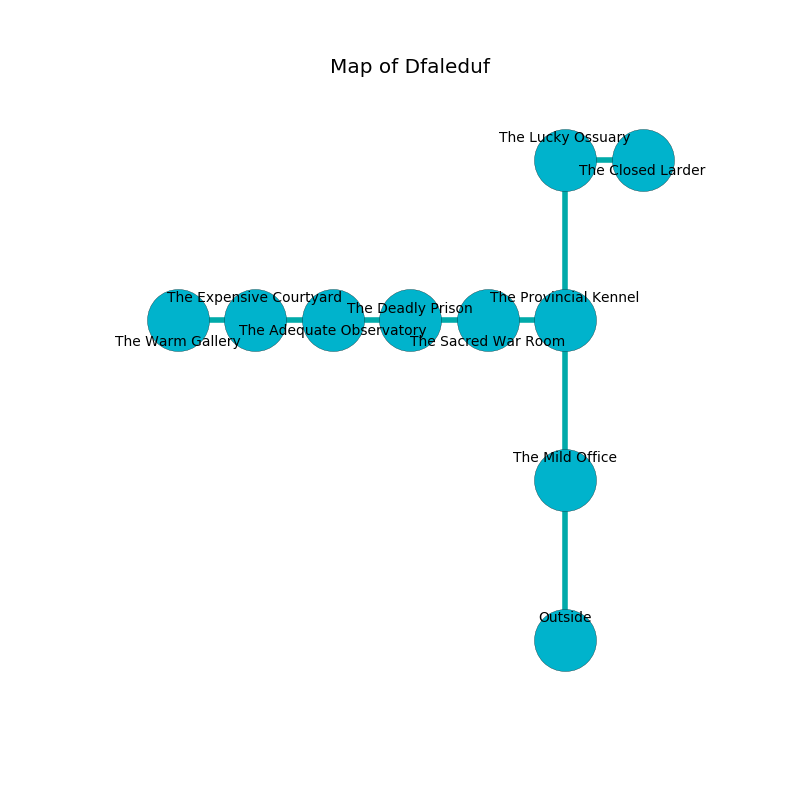 Map of Dfaleduf
The Lucky Ossuary
The Closed Larder
The Expensive Courtyard
The Provincial Kennel
The Deadly Prison
The Adequate Observatory
The Warm Gallery
The Sacred War Room
The Mild Office
Outside